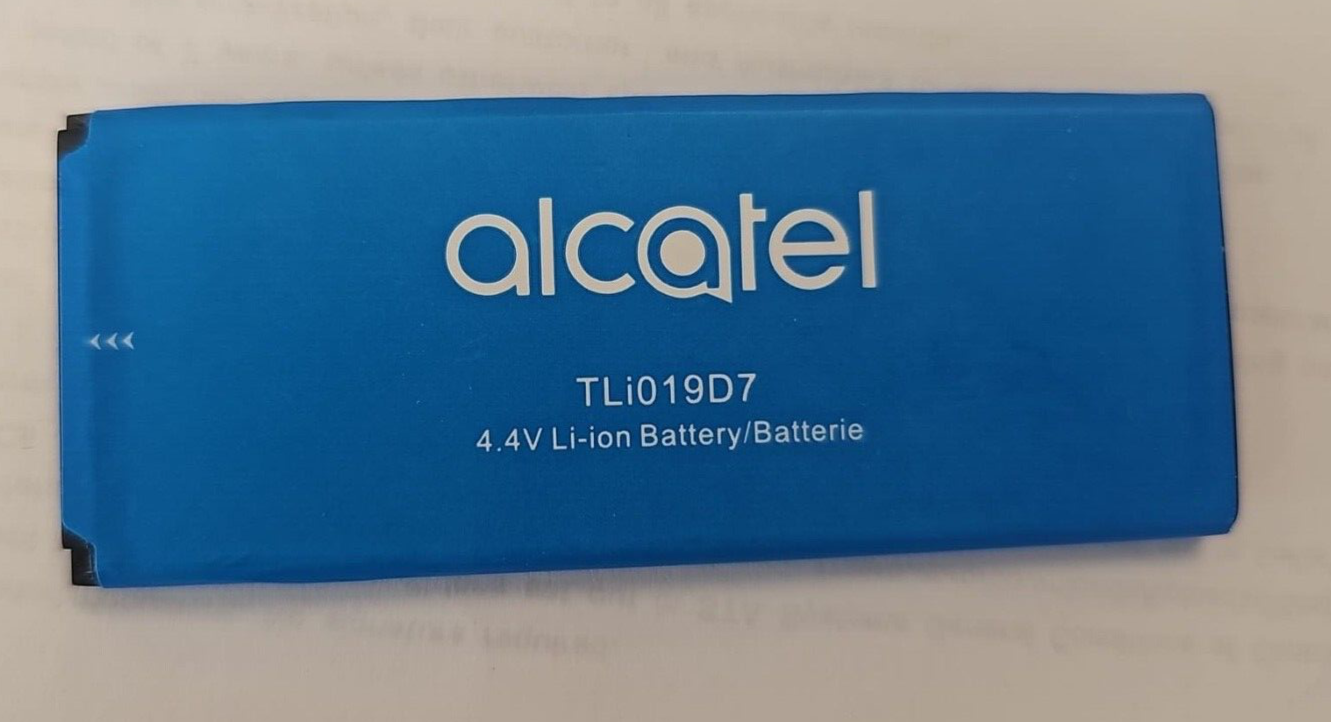 alcatel
TLi019D7
4.4V Li-ion Battery/Batterie